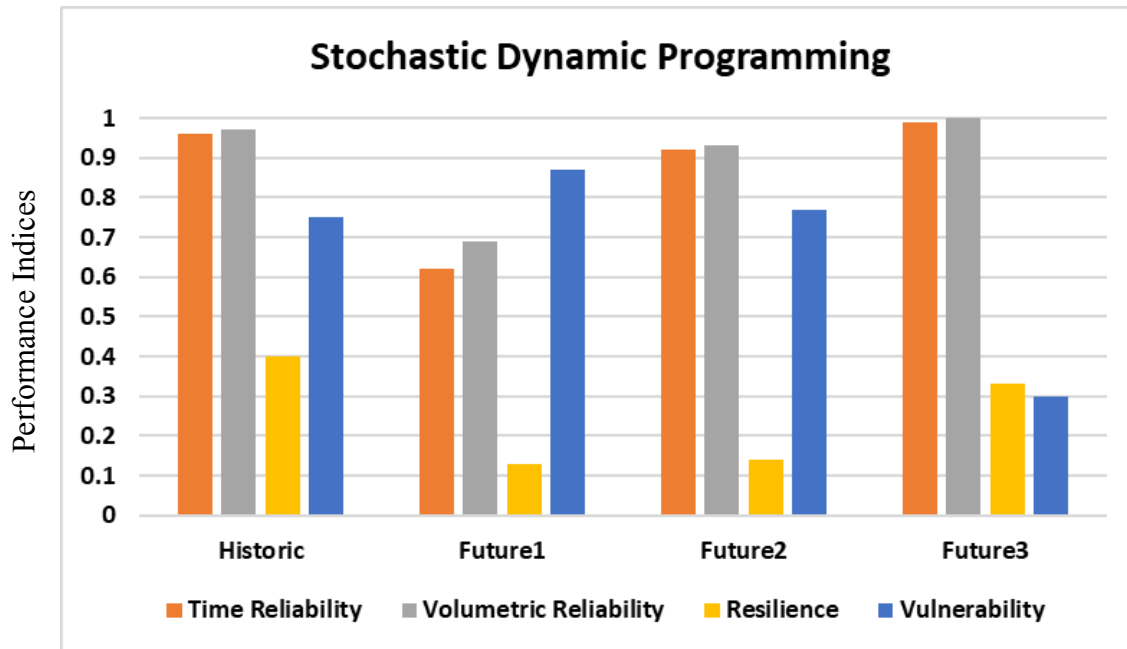 Stochastic Dynamic Programming
Performance Indices
1
0.9
0.8
0.7
0.6
0.5
0.4
0.3
0.2
0.1
0
Historic Future1 Future2 Future3
Time Reliability Volumetric Reliability Resilience Vulnerability